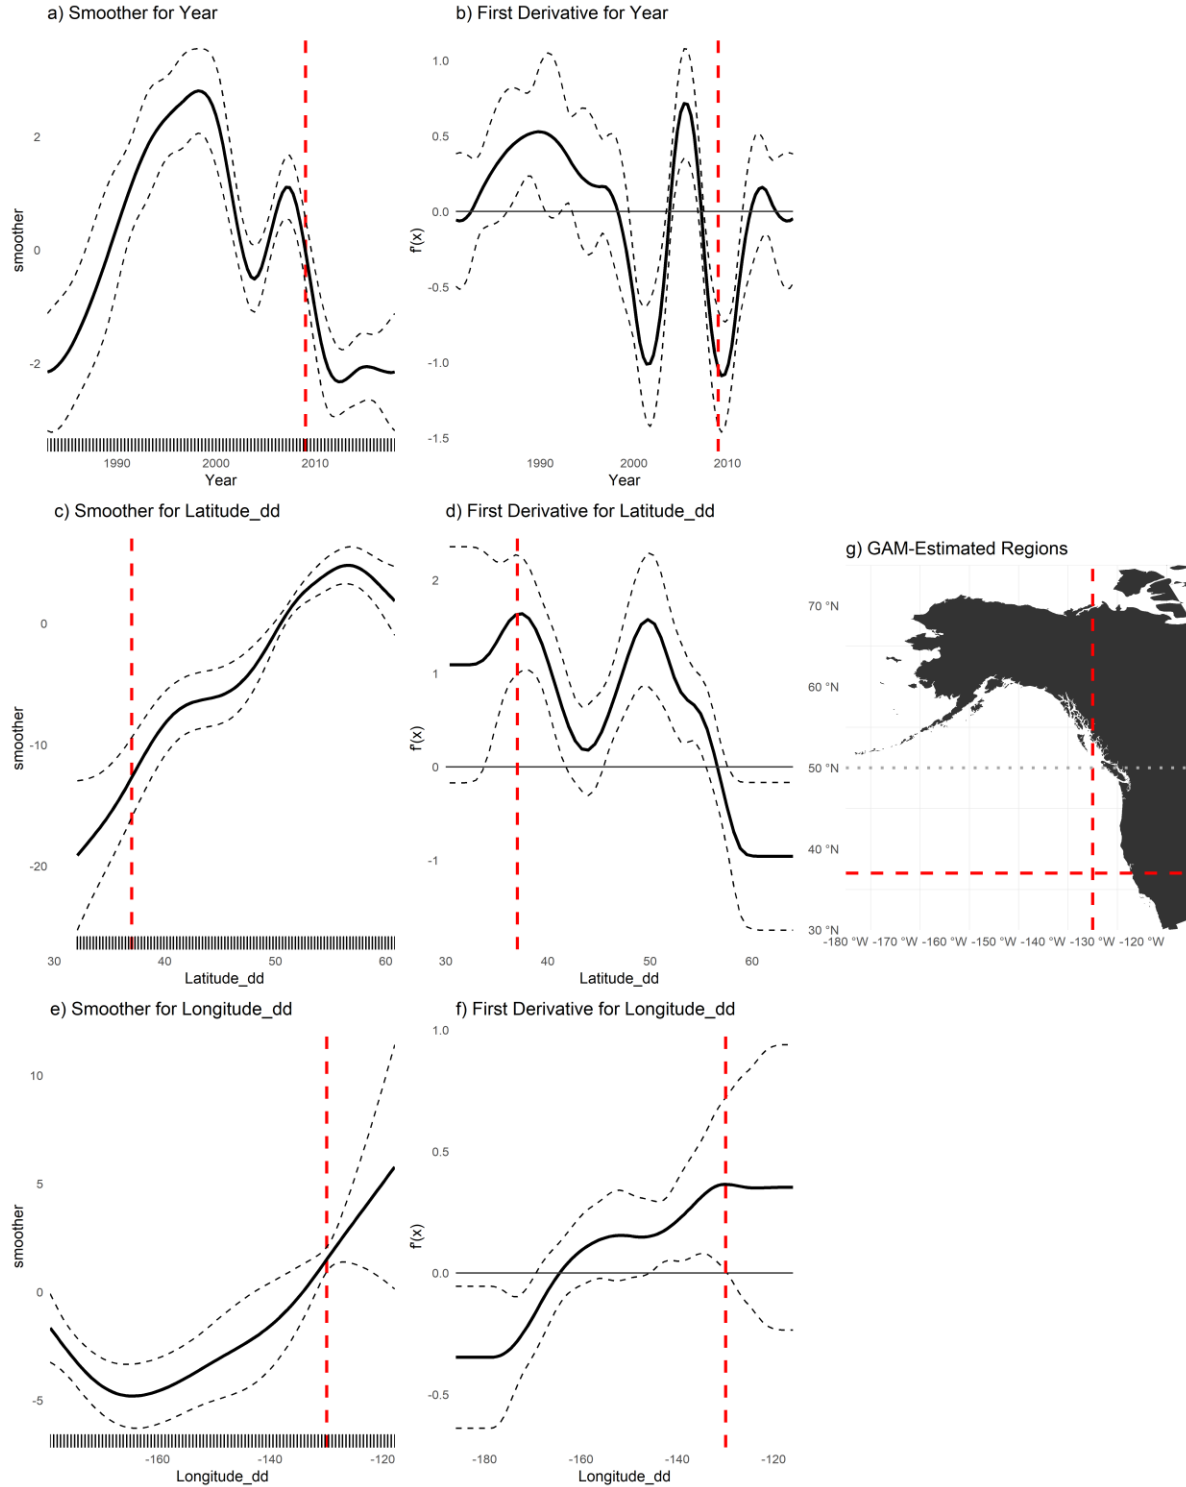 a) Smoother for Year
b) First Derivative for Year
smoother
2
0
-2
1990
2000
2010
Year
f'(x)
1.0
0.5
0.0
-0.5
-1.0
-1.5
1990
2000
2010
Year
c) Smoother for Latitude_dd
d) First Derivative for Latitude_dd
smoother
0
-10
-20
30
40
50
60
Latitude_dd
f'(x)
2
1
0
-1
30
40
50
60
Latitude_dd
g) GAM-Estimated Regions
70 °N
60 °N
50 °N
40 °N
30 °N
-180 °W -170 °W -160 °W -150 °W -140 °W -130 °W -120 °W
e) Smoother for Longitude_dd
f) First Derivative for Longitude_dd
smoother
10
5
0
-5
-160
-140
-120
Longitude_dd
f'(x)
1.0
0.5
0.0
-0.5
-180
-160
-140
-120
Longitude_dd